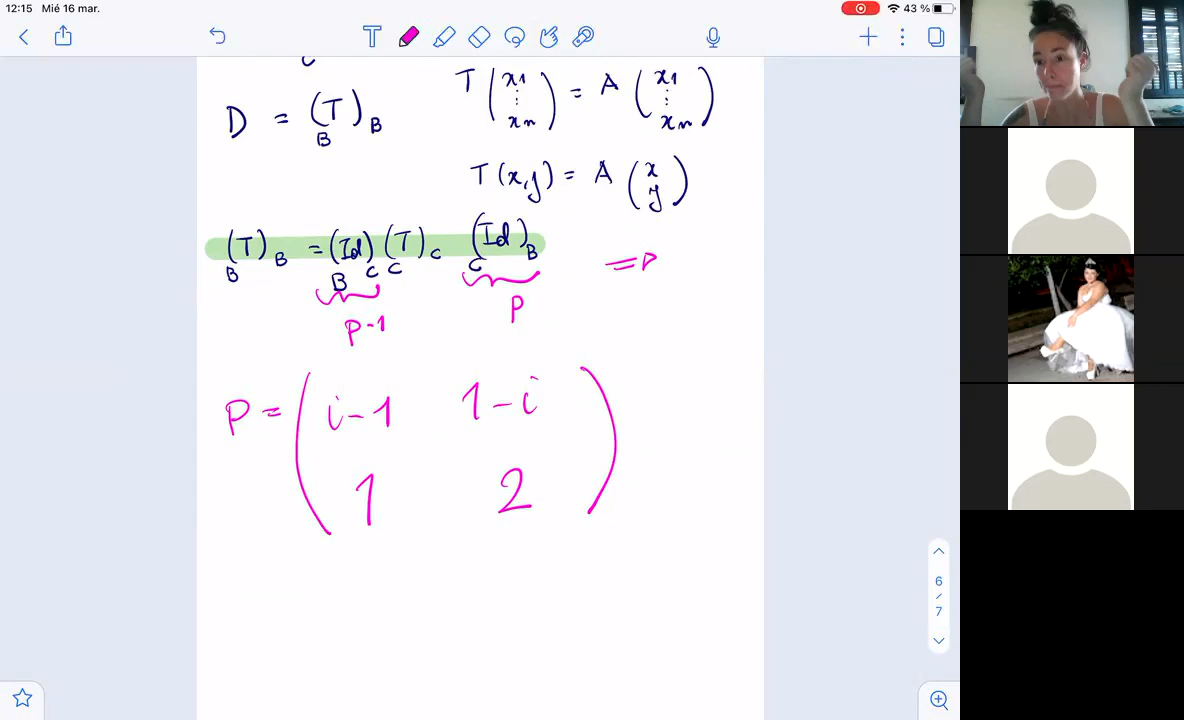 12:15 Mié 16 mar.
43 %
T
T ( x1 ⋮ xn ) = A ( x1 ⋮ xn )
D = B(T)B
T(x,y) = A ( x y )
B(T)B = B(Id)C C(T)C C(Id)B
P-1
P
P = ( i-1 1-i
1 2 )
6
/
7